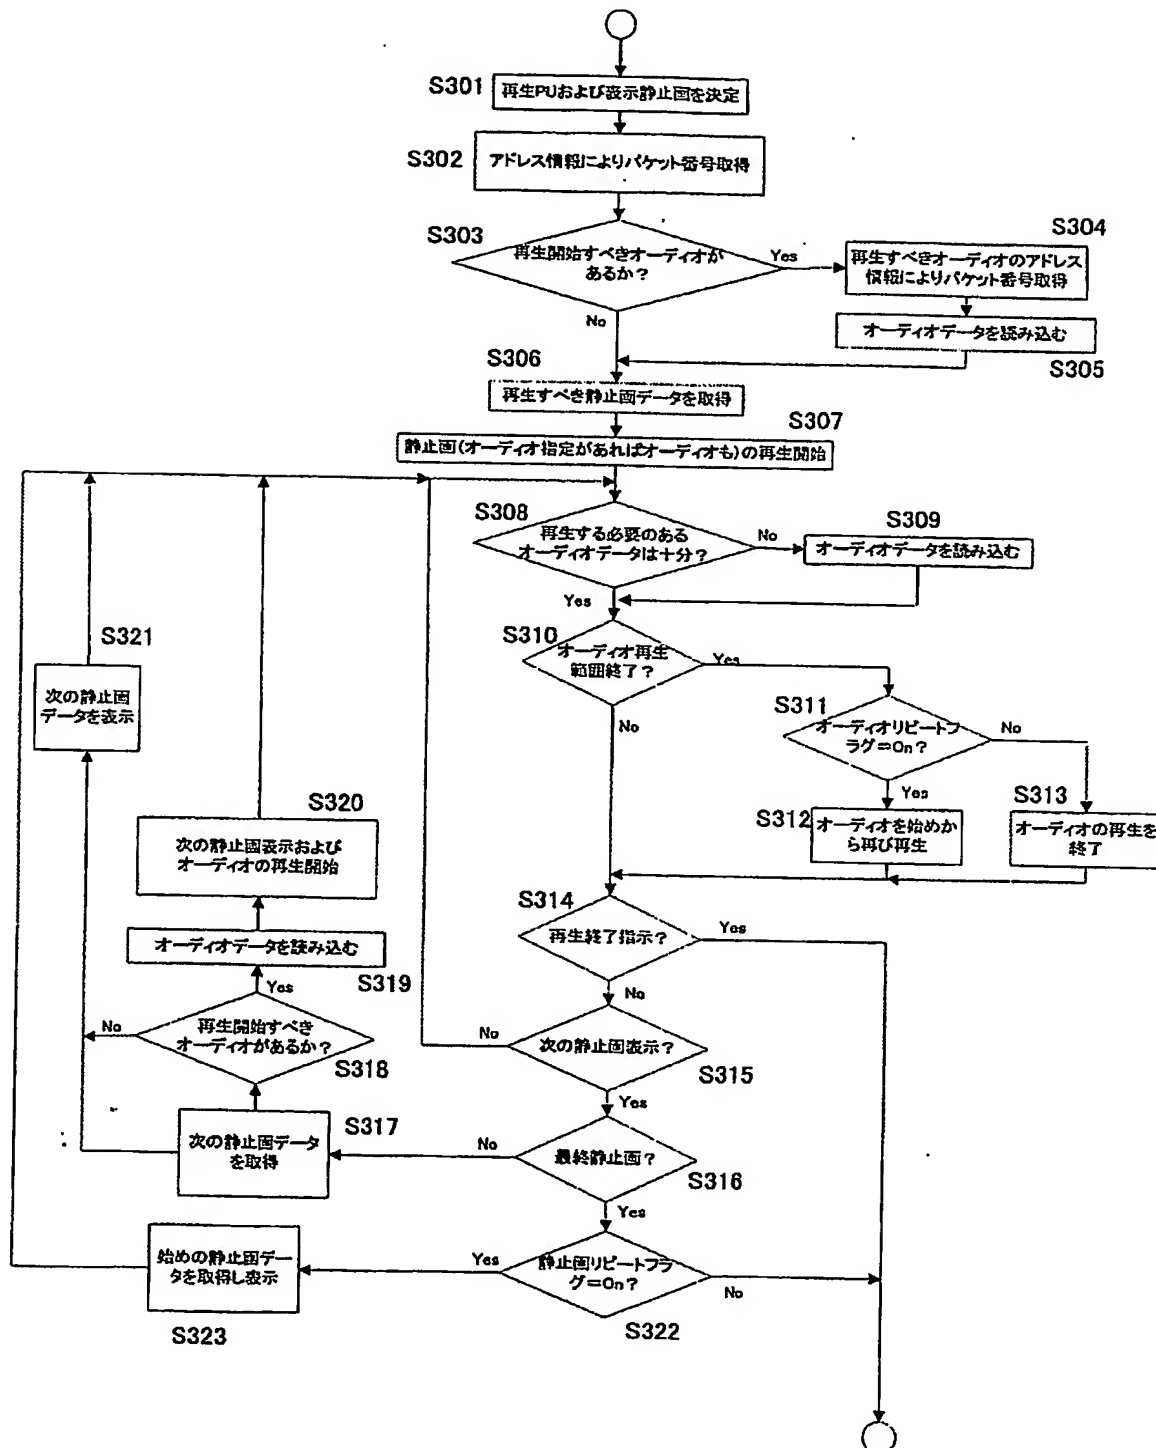 S301
再生PUおよび表示静止画を決定
S302
アドレス情報によりパケット番号取得
S303
再生開始すべきオーディオが
あるか？
Yes
No
S304
再生すべきオーディオのアドレス
情報によりパケット番号取得
オーディオデータを読み込む
S305
S306
再生すべき静止画データを取得
S307
静止画(オーディオ指定があればオーディオも)の再生開始
S308
再生する必要のある
オーディオデータは十分？
No
Yes
S309
オーディオデータを読み込む
S310
オーディオ再生
範囲終了？
Yes
No
S311
オーディオリピートフ
ラグ=On？
No
Yes
S312
オーディオを始めか
ら再び再生
S313
オーディオの再生を
終了
S314
再生終了指示？
Yes
No
次の静止画表示？
S315
No
Yes
最終静止画？
S316
No
Yes
S317
次の静止画データ
を取得
再生開始すべき
オーディオがあるか？
S318
No
Yes
オーディオデータを読み込む
S319
S320
次の静止画表示および
オーディオの再生開始
S321
次の静止画
データを表示
静止画リピートフラ
グ=On？
S322
Yes
No
始めの静止画デー
タを取得し表示
S323